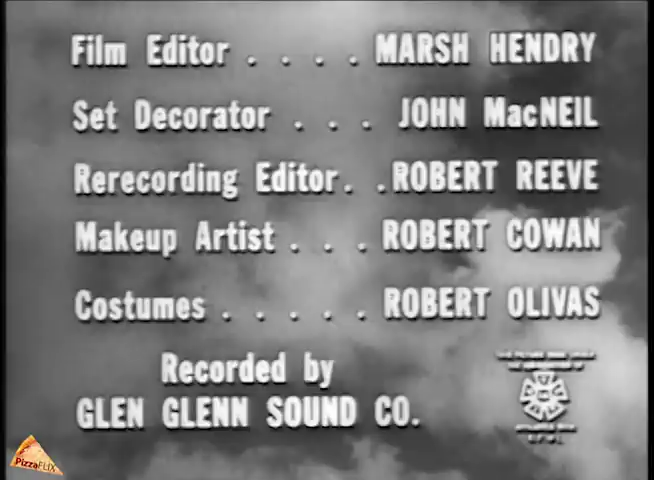 Film Editor . . . . MARSH HENDRY
Set Decorator . . . JOHN MacNEIL
Rerecording Editor. . ROBERT REEVE
Makeup Artist . . . ROBERT COWAN
Costumes . . . . . ROBERT OLIVAS
Recorded by
GLEN GLENN SOUND CO.
PizzaFLIX